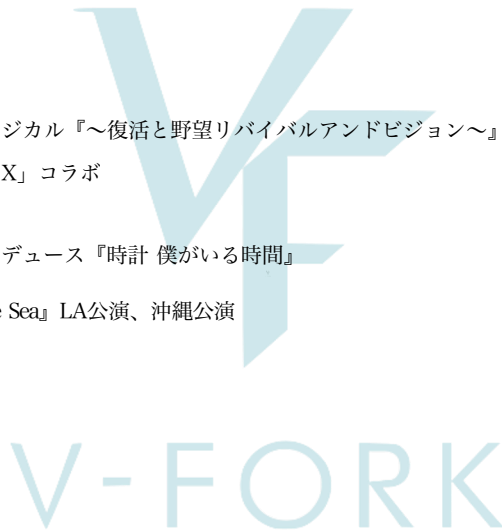 ジカル『～復活と野望リバイバルアンドビジョン～』
X」コラボ
デュース『時計 僕がいる時間』
e Sea』LA公演、沖縄公演
VF
V-FORK